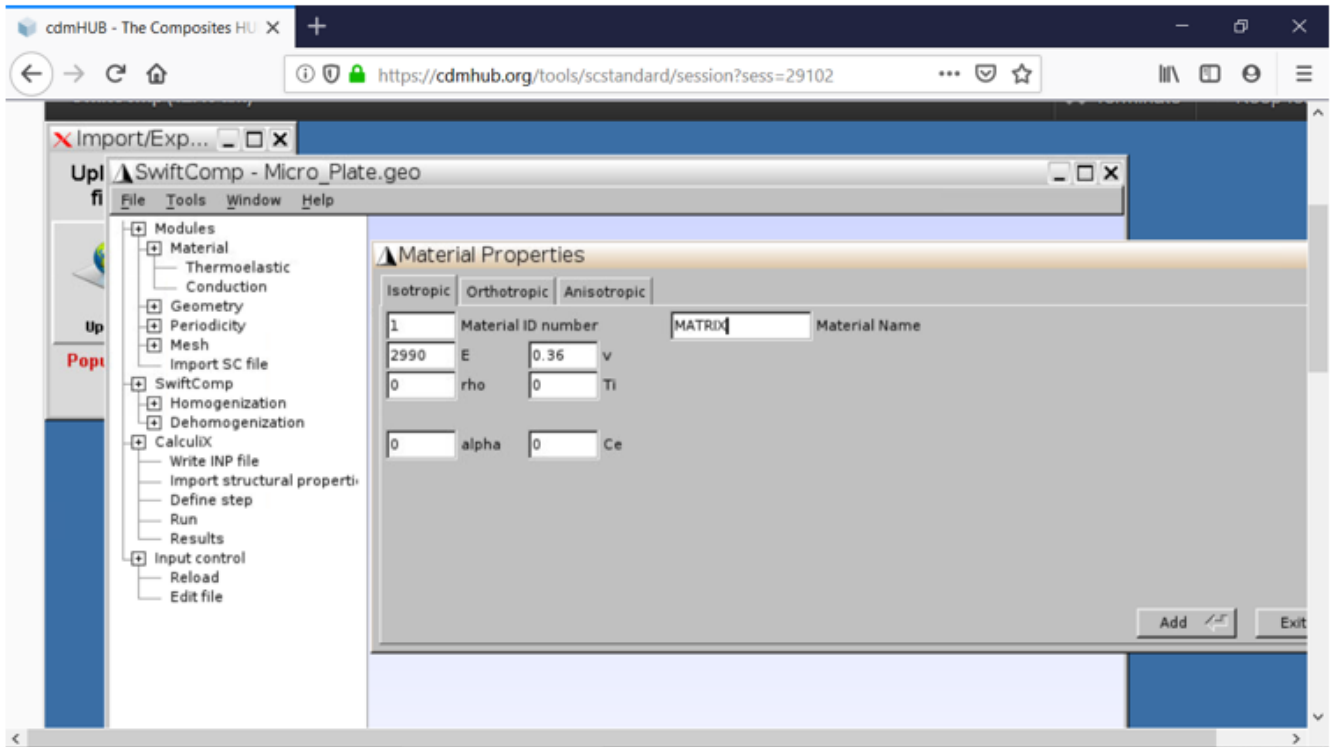 cdmHUB - The Composites HU
https://cdmhub.org/tools/scstandard/session?sess=29102
Import/Exp...
Upl
fi
Up
Popu
SwiftComp - Micro_Plate.geo
File Tools Window Help
Modules
Material
Thermoelastic
Conduction
Geometry
Periodicity
Mesh
Import SC file
SwiftComp
Homogenization
Dehomogenization
CalculiX
Write INP file
Import structural properti
Define step
Run
Results
Input control
Reload
Edit file
Material Properties
Isotropic Orthotropic Anisotropic
1 Material ID number MATRIX Material Name
2990 E 0.36 v
0 rho 0 Ti
0 alpha 0 Ce
Add Exit